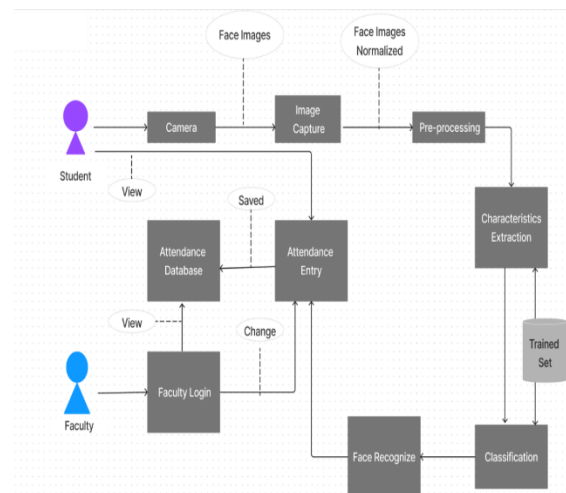 Face Images
Face Images
Normalized
Camera
Image
Capture
Pre-processing
Student
View
Saved
Characteristics
Extraction
Attendance
Database
Attendance
Entry
View
Change
Trained
Set
Faculty Login
Faculty
Face Recognize
Classification